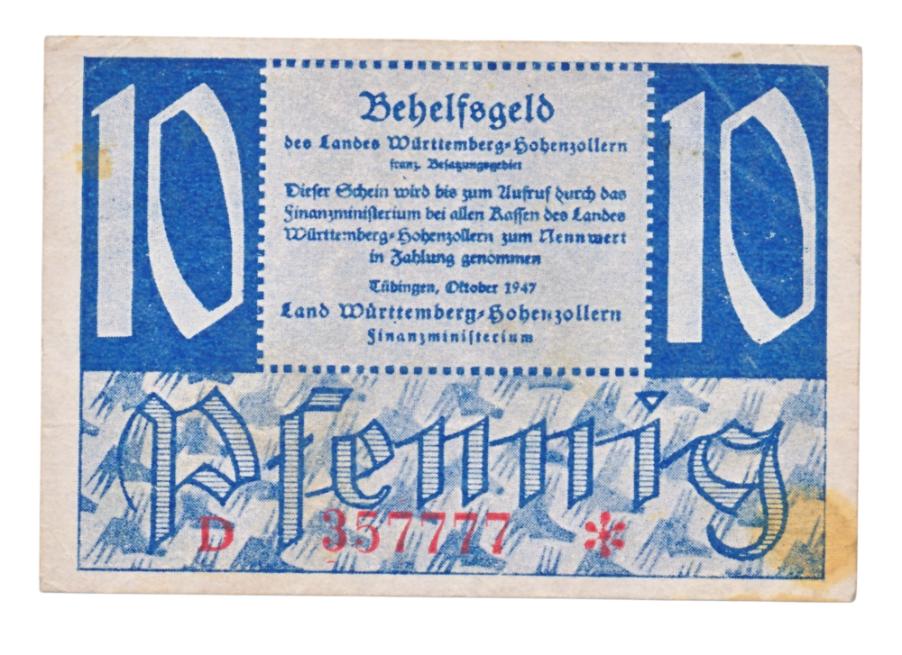 10
10
Behelfsgeld
des Landes Württemberg-Hohenzollern
franz. Besatzungsgebiet
Dieser Schein wird bis zum Aufruf durch das
Finanzministerium bei allen Kassen des Landes
Württemberg-Hohenzollern zum Nennwert
in Zahlung genommen
Tübingen, Oktober 1947
Land Württemberg-Hohenzollern
Finanzministerium
Pfennig
D 357777 *